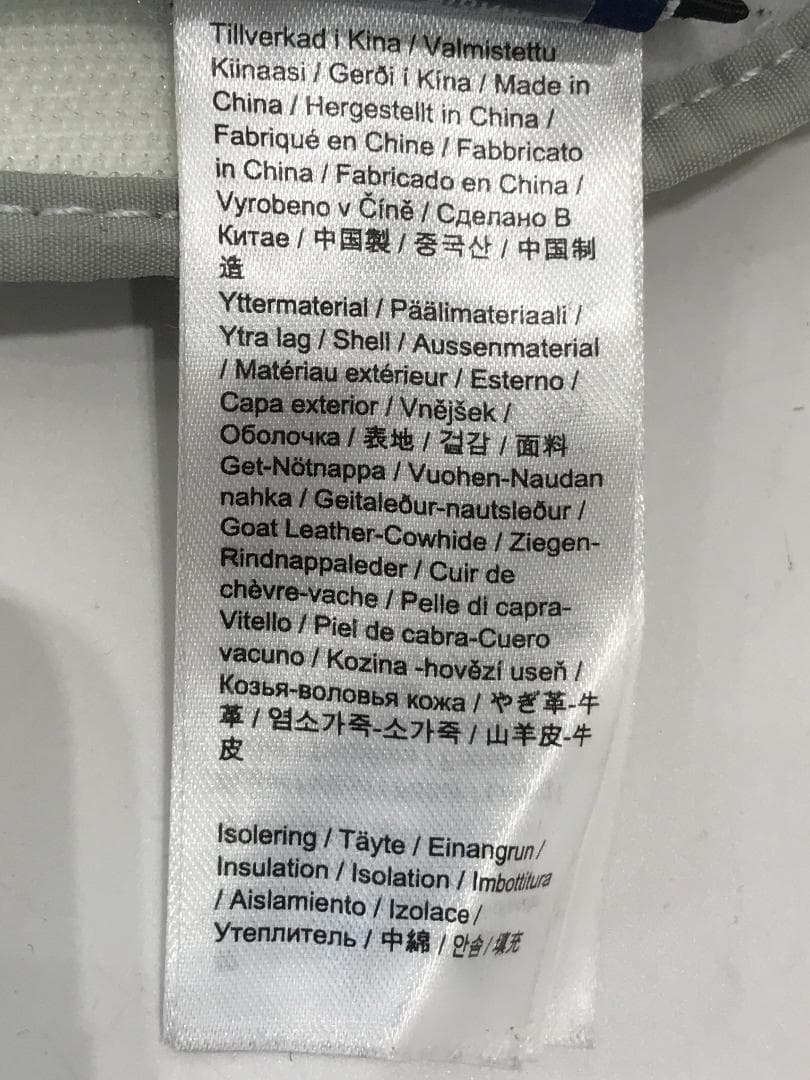 Tillverkad i Kina / Valmistettu
Kiinaasi / Gerði í Kína / Made in
China / Hergestellt in China /
Fabriqué en Chine / Fabbricato
in China / Fabricado en China /
Vyrobeno v Číně / Сделано В
Китае / 中国製 / 중국산 / 中国制
造
Yttermaterial / Päälimateriaali /
Ytra lag / Shell / Aussenmaterial
/ Matériau extérieur / Esterno /
Capa exterior / Vnějšek /
Оболочка / 表地 / 겉감 / 面料
Get-Nötnappa / Vuohen-Naudan
nahka / Geitaleður-nautsleður /
Goat Leather-Cowhide / Ziegen-
Rindnappaleder / Cuir de
chèvre-vache / Pelle di capra-
Vitello / Piel de cabra-Cuero
vacuno / Kozina -hovězí useň /
Козья-воловья кожа / やぎ革-牛
革 / 염소가죽-소가죽 / 山羊皮-牛
皮
Isolering / Täyte / Einangrun/
Insulation / Isolation / Imbottitura
/ Aislamiento / Izolace/
Утеплитель / 中綿 / 안솜/填充